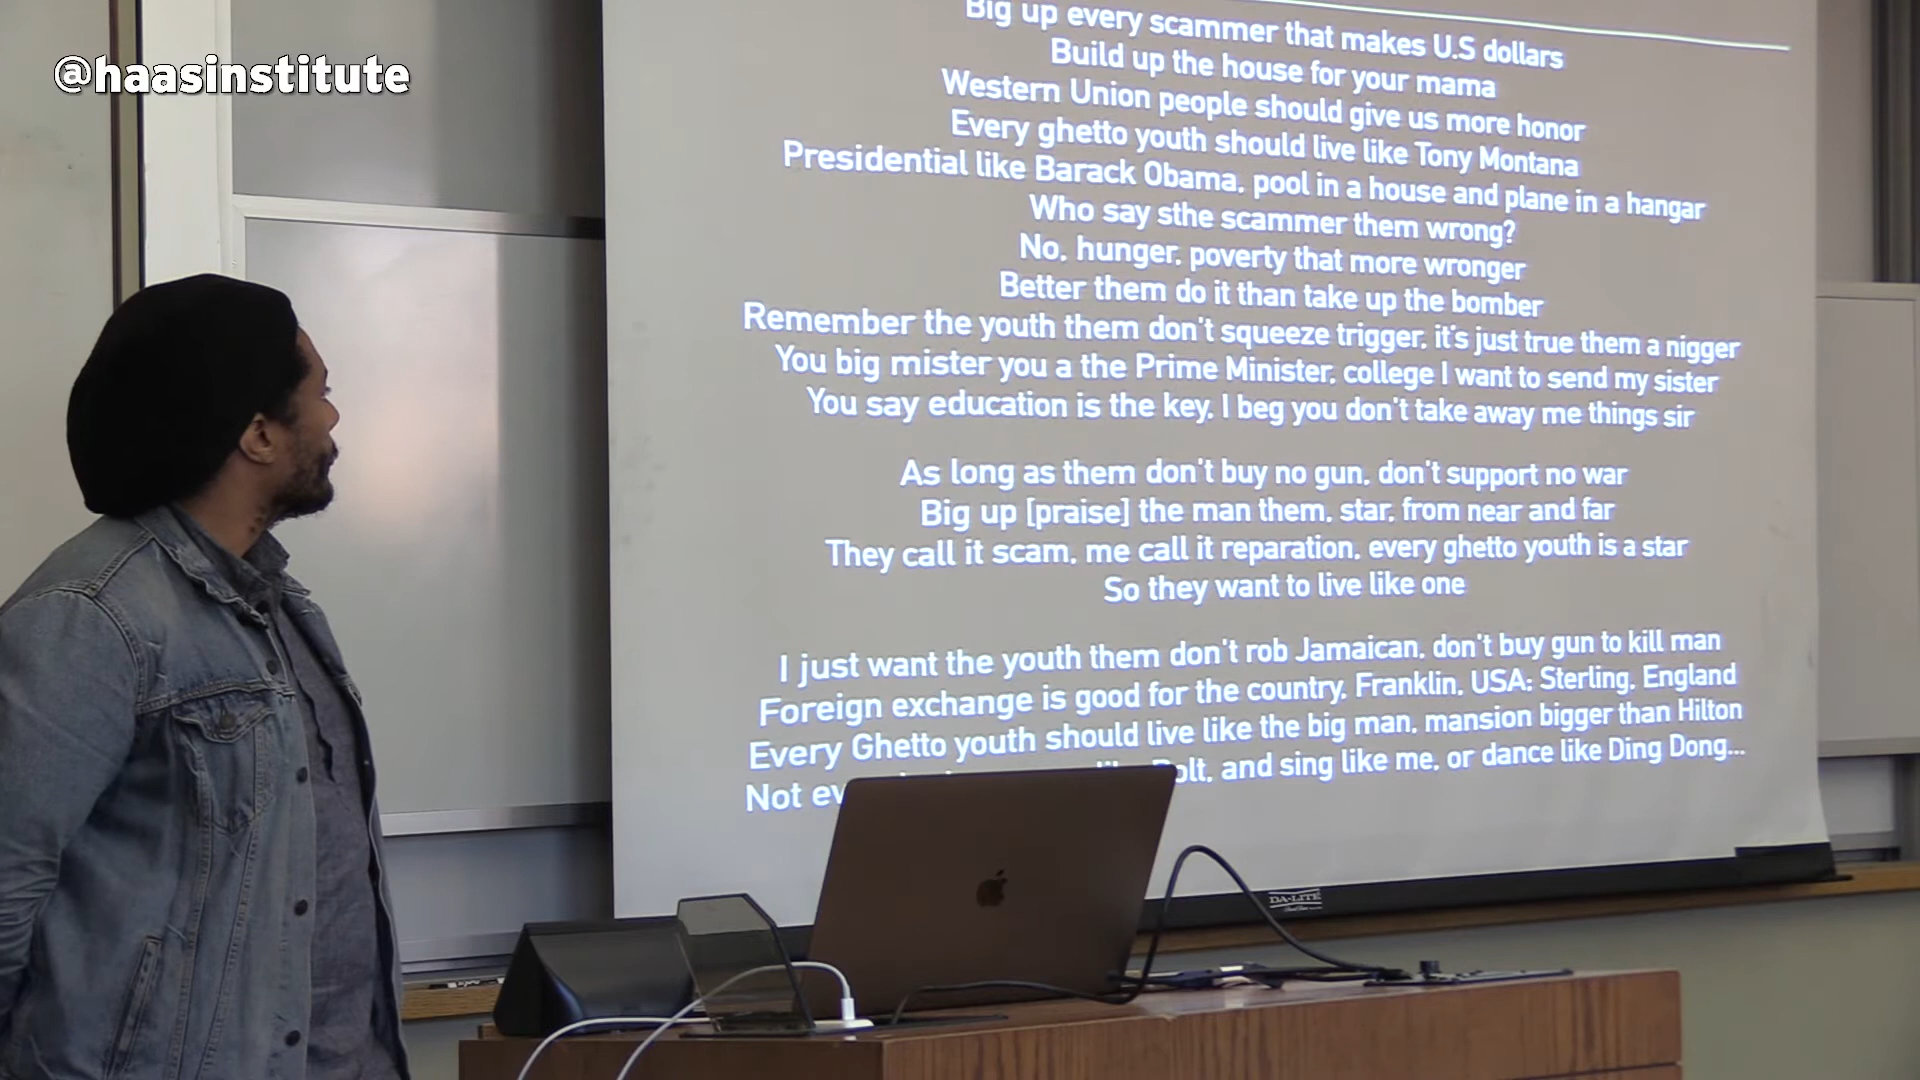 @haasinstitute
Big up every scammer that makes U.S dollars
Build up the house for your mama
Western Union people should give us more honor
Every ghetto youth should live like Tony Montana
Presidential like Barack Obama, pool in a house and plane in a hangar
Who say sthe scammer them wrong?
No, hunger, poverty that more wronger
Better them do it than take up the bomber
Remember the youth them don't squeeze trigger, it's just true them a nigger
You big mister you a the Prime Minister, college I want to send my sister
You say education is the key, I beg you don't take away me things sir
As long as them don't buy no gun, don't support no war
Big up [praise] the man them, star, from near and far
They call it scam, me call it reparation, every ghetto youth is a star
So they want to live like one
I just want the youth them don't rob Jamaican, don't buy gun to kill man
Foreign exchange is good for the country, Franklin, USA; Sterling, England
Every Ghetto youth should live like the big man, mansion bigger than Hilton
Not and sing like me, or dance like Ding Dong...
DA-LITE